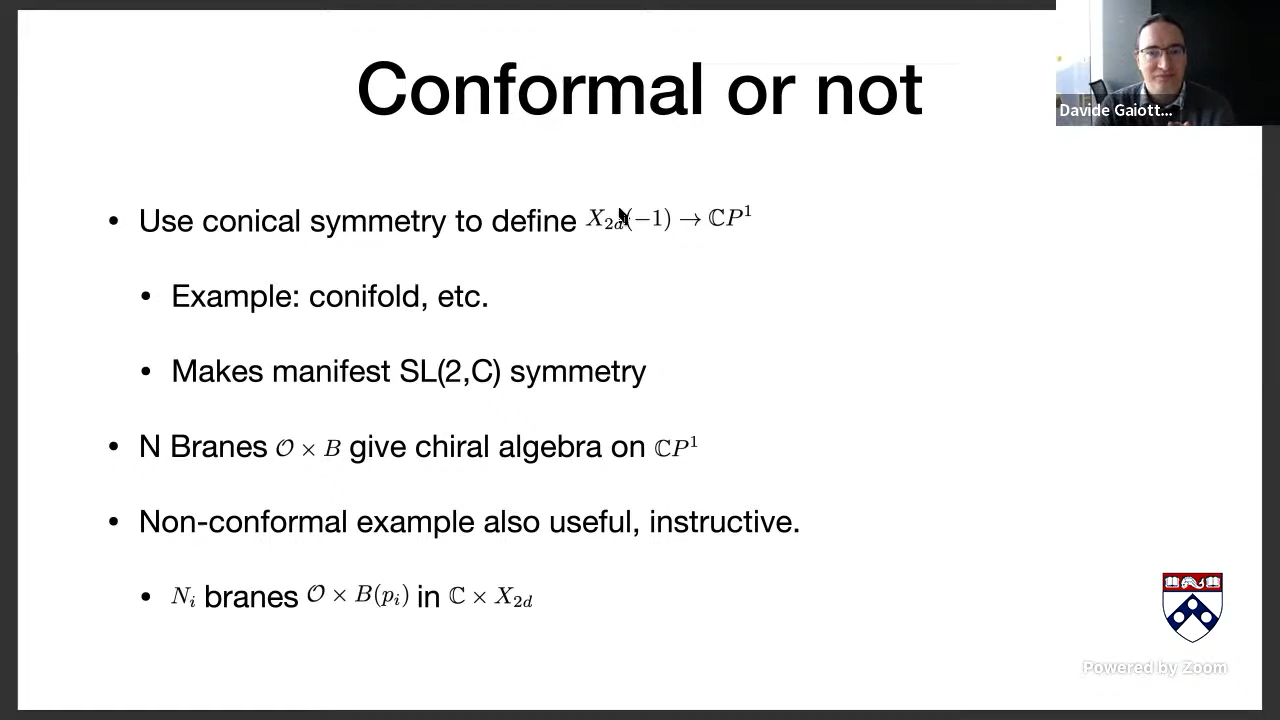 Conformal or not
Davide Gaiott...
• Use conical symmetry to define X₂d(−1) → ℂP¹
• Example: conifold, etc.
• Makes manifest SL(2,C) symmetry
• N Branes 𝒪 × B give chiral algebra on ℂP¹
• Non-conformal example also useful, instructive.
• Nᵢ branes 𝒪 × B(pᵢ) in ℂ × X₂d
Powered by Zoom